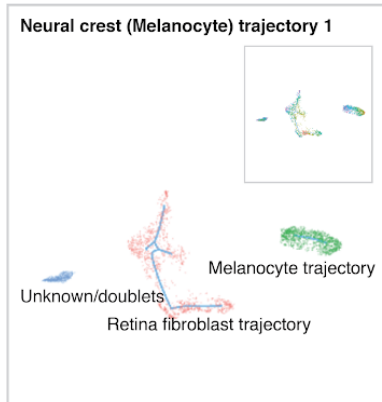 Neural crest (Melanocyte) trajectory 1
Melanocyte trajectory
Unknown/doublets
Retina fibroblast trajectory